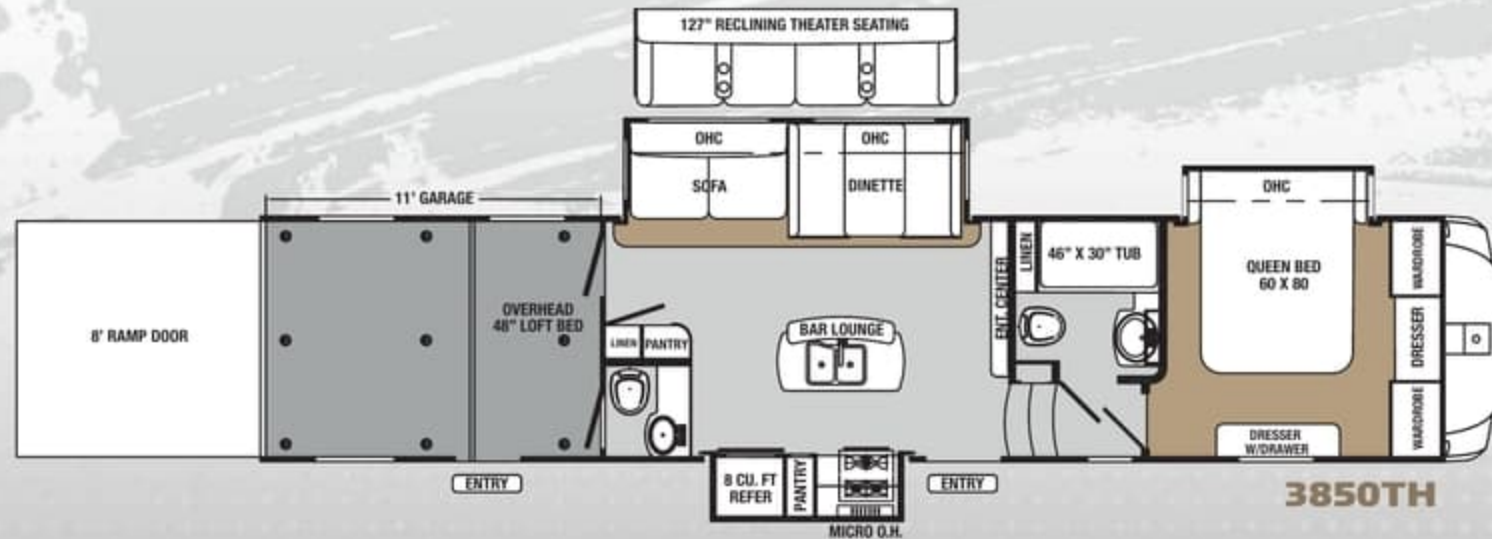 127" RECLINING THEATER SEATING
OHC
OHC
SOFA
DINETTE
11' GARAGE
OHC
LINEN
46" X 30" TUB
QUEEN BED
60 X 80
WARDROBE
8' RAMP DOOR
OVERHEAD
48" LOFT BED
ENT. CENTER
BAR LOUNGE
LINEN
PANTRY
DRESSER
WARDROBE
DRESSER
W/DRAWER
8 CU. FT
REFER
PANTRY
ENTRY
ENTRY
MICRO O.H.
3850TH